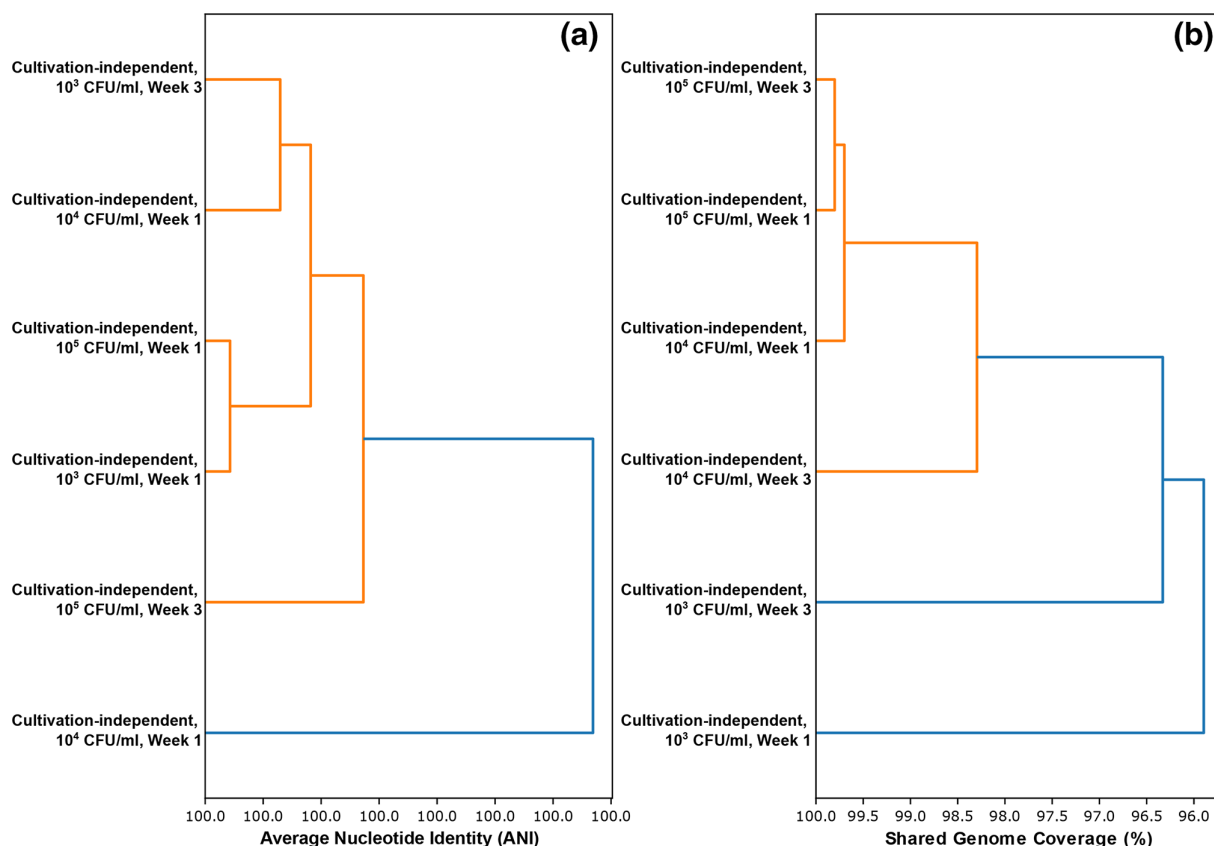 (a)
Cultivation-independent,
10³ CFU/ml, Week 3
Cultivation-independent,
10⁴ CFU/ml, Week 1
Cultivation-independent,
10⁵ CFU/ml, Week 1
Cultivation-independent,
10³ CFU/ml, Week 1
Cultivation-independent,
10⁵ CFU/ml, Week 3
Cultivation-independent,
10⁴ CFU/ml, Week 1
100.0 100.0 100.0 100.0 100.0 100.0 100.0 100.0
Average Nucleotide Identity (ANI)
(b)
Cultivation-independent,
10⁵ CFU/ml, Week 3
Cultivation-independent,
10⁵ CFU/ml, Week 1
Cultivation-independent,
10⁴ CFU/ml, Week 1
Cultivation-independent,
10⁴ CFU/ml, Week 3
Cultivation-independent,
10³ CFU/ml, Week 3
Cultivation-independent,
10³ CFU/ml, Week 1
100.0 99.5 99.0 98.5 98.0 97.5 97.0 96.5 96.0
Shared Genome Coverage (%)